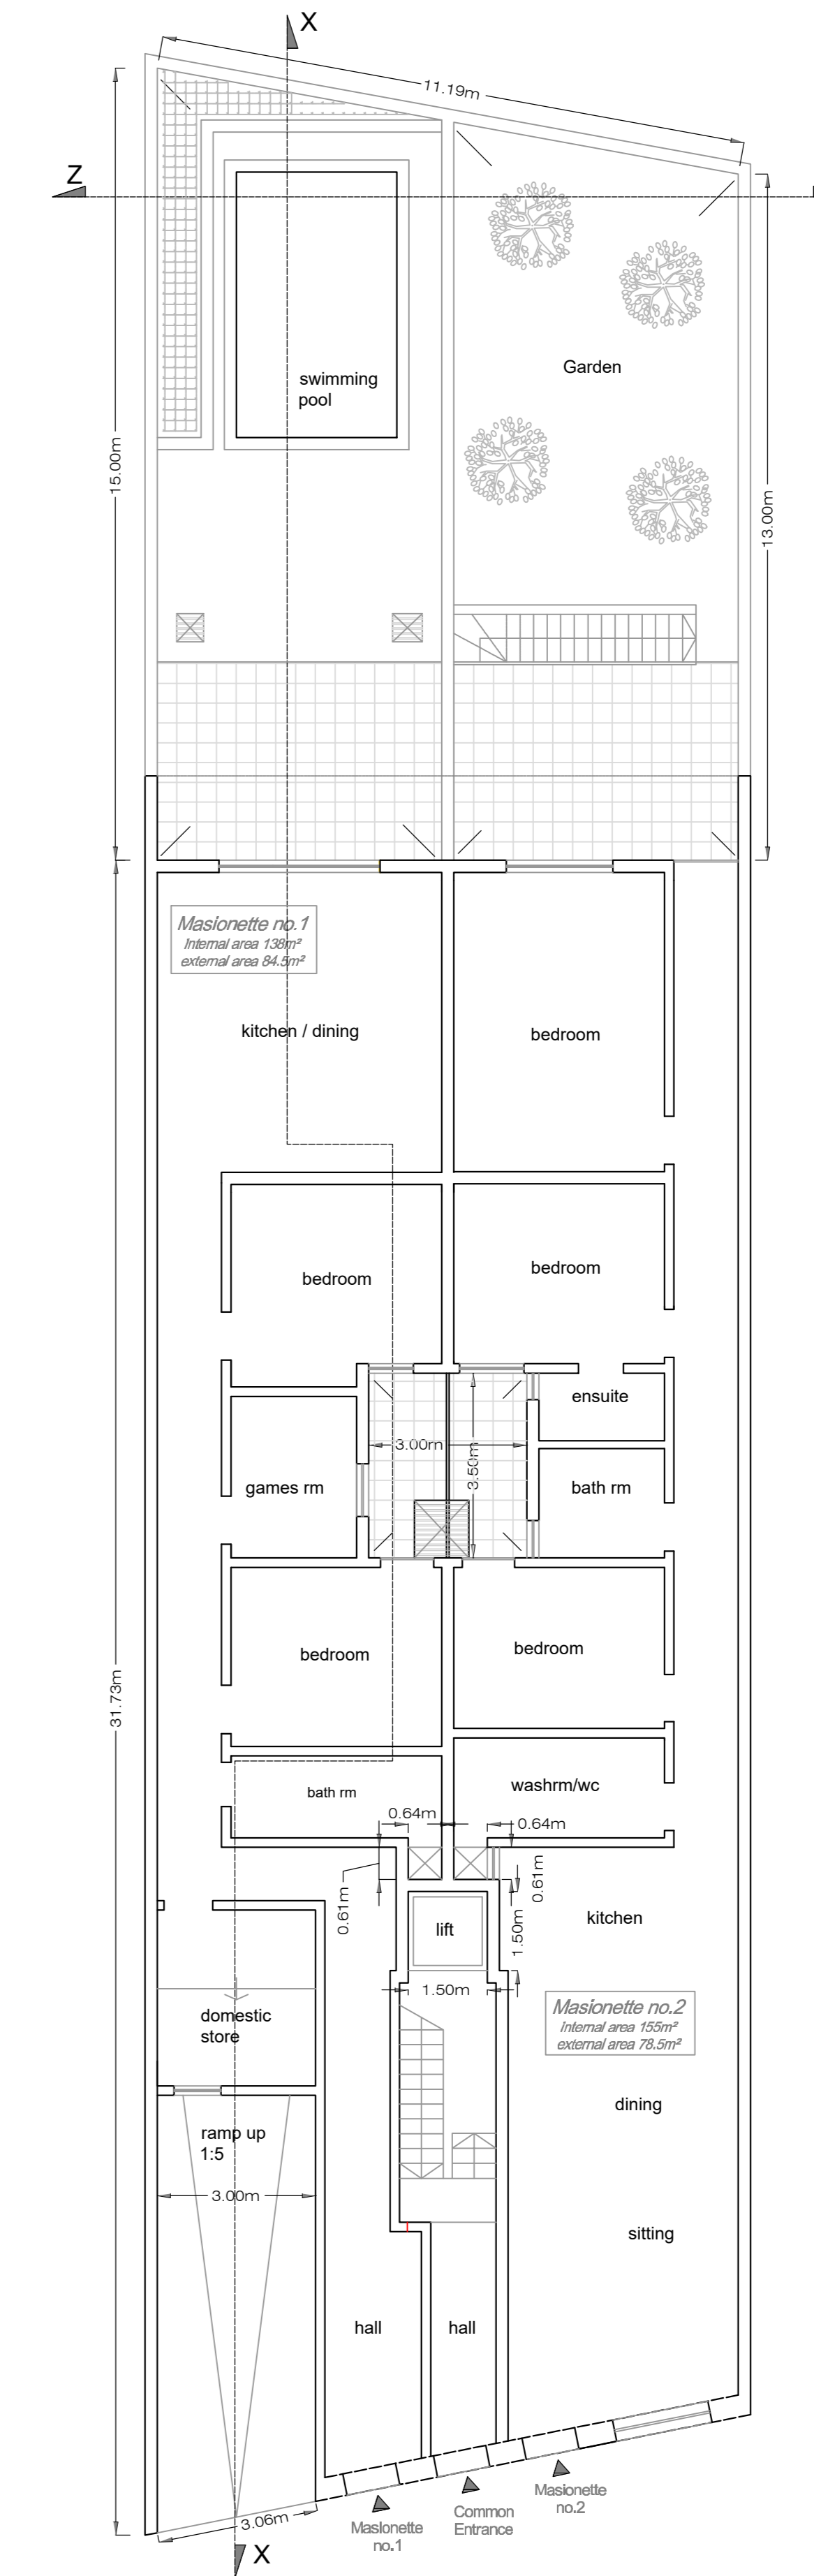 X
11.19m
Z
swimming
pool
Garden
15.00m
13.00m
Masionette no.1
Internal area 138m²
external area 84.5m²
kitchen / dining
bedroom
bedroom
bedroom
ensuite
3.00m
3.50m
games rm
bath rm
bedroom
bedroom
31.73m
bath rm
washrm/wc
0.64m
0.64m
0.61m
0.61m
kitchen
lift
1.50m
1.50m
Masionette no.2
internal area 155m²
external area 78.5m²
domestic
store
dining
ramp up
1:5
3.00m
sitting
hall
hall
3.06m
Masionette
no.1
Common
Entrance
Masionette
no.2
X